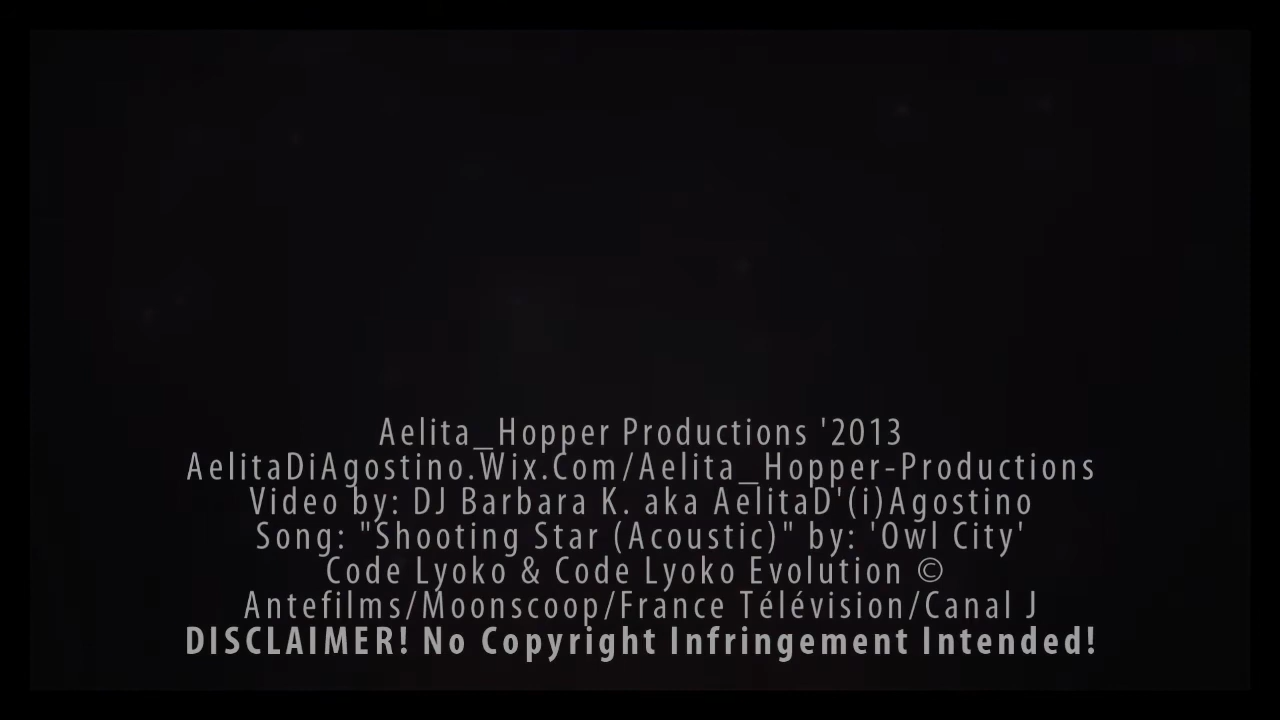 Aelita_Hopper Productions '2013
AelitaDiAgostino.Wix.Com/Aelita_Hopper-Productions
Video by: DJ Barbara K. aka AelitaD'(i)Agostino
Song: "Shooting Star (Acoustic)" by: 'Owl City'
Code Lyoko & Code Lyoko Evolution ©
Antefilms/Moonscoop/France Télévision/Canal J
DISCLAIMER! No Copyright Infringement Intended!